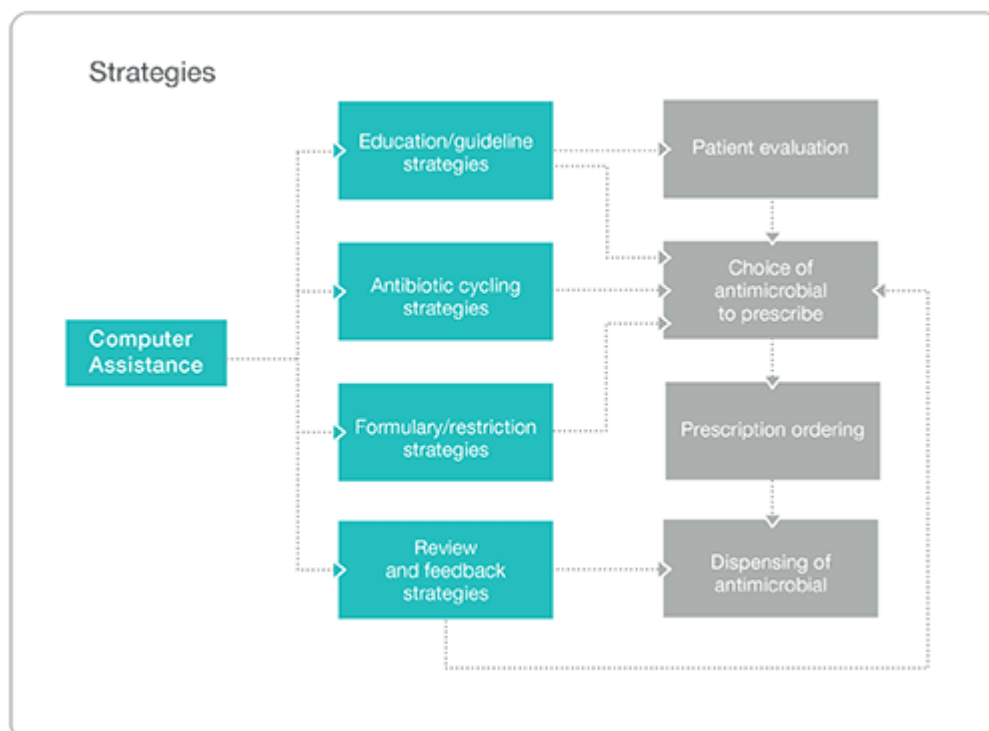 Strategies
Computer
Assistance
Education/guideline
strategies
Antibiotic cycling
strategies
Formulary/restriction
strategies
Review
and feedback
strategies
Patient evaluation
Choice of
antimicrobial
to prescribe
Prescription ordering
Dispensing of
antimicrobial